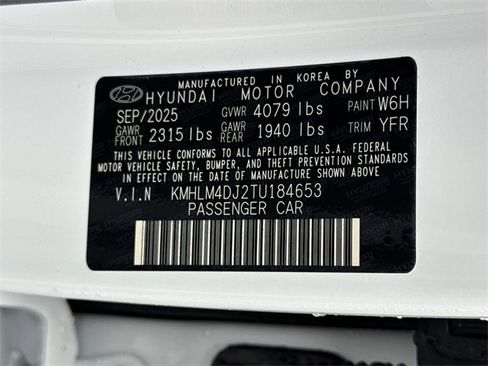 MANUFACTURED IN KOREA BY
HYUNDAI MOTOR COMPANY
SEP/2025 GVWR 4079 lbs PAINT W6H
GAWR FRONT 2315 lbs GAWR REAR 1940 lbs TRIM YFR
THIS VEHICLE CONFORMS TO ALL APPLICABLE U.S.A. FEDERAL
MOTOR VEHICLE SAFETY, BUMPER, AND THEFT PREVENTION
STANDARDS IN EFFECT ON THE DATE OF MANUFACTURE SHOWN ABOVE.
V.I.N KMHLM4DJ2TU184653
PASSENGER CAR